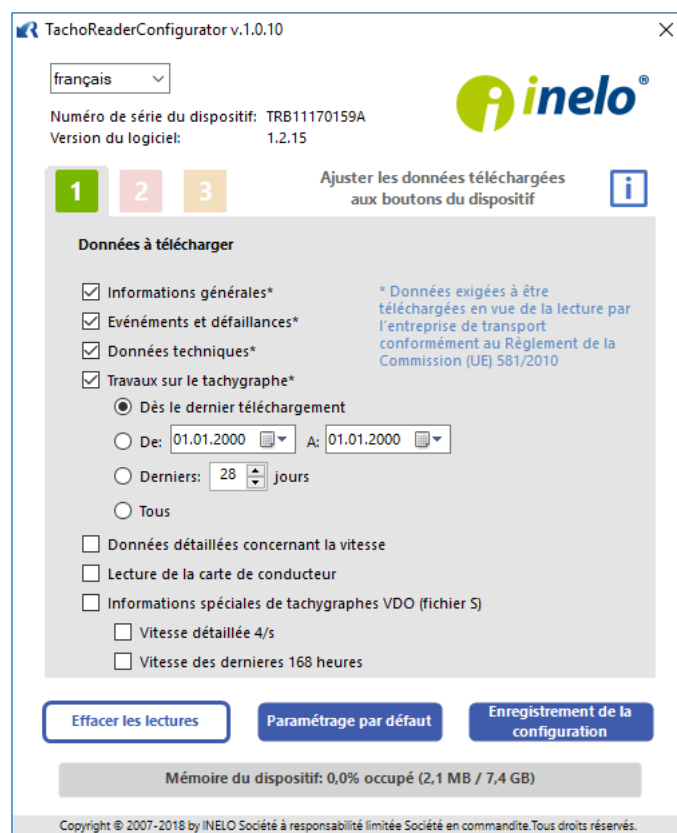 TachoReaderConfigurator v.1.0.10
français
inelo®
Numéro de série du dispositif: TRB11170159A
Version du logiciel: 1.2.15
1 2 3
Ajuster les données téléchargées
aux boutons du dispositif
i
Données à télécharger
Informations générales*
Evénéments et défaillances*
Données techniques*
Travaux sur le tachygraphe*
* Données exigées à être
téléchargées en vue de la lecture par
l'entreprise de transport
conformément au Règlement de la
Commission (UE) 581/2010
Dès le dernier téléchargement
De: 01.01.2000 A: 01.01.2000
Derniers: 28 jours
Tous
Données détaillées concernant la vitesse
Lecture de la carte de conducteur
Informations spéciales de tachygraphes VDO (fichier S)
Vitesse détaillée 4/s
Vitesse des dernieres 168 heures
Effacer les lectures
Paramétrage par défaut
Enregistrement de la
configuration
Mémoire du dispositif: 0,0% occupé (2,1 MB / 7,4 GB)
Copyright © 2007-2018 by INELO Société à responsabilité limitée Société en commandite.Tous droits réservés.